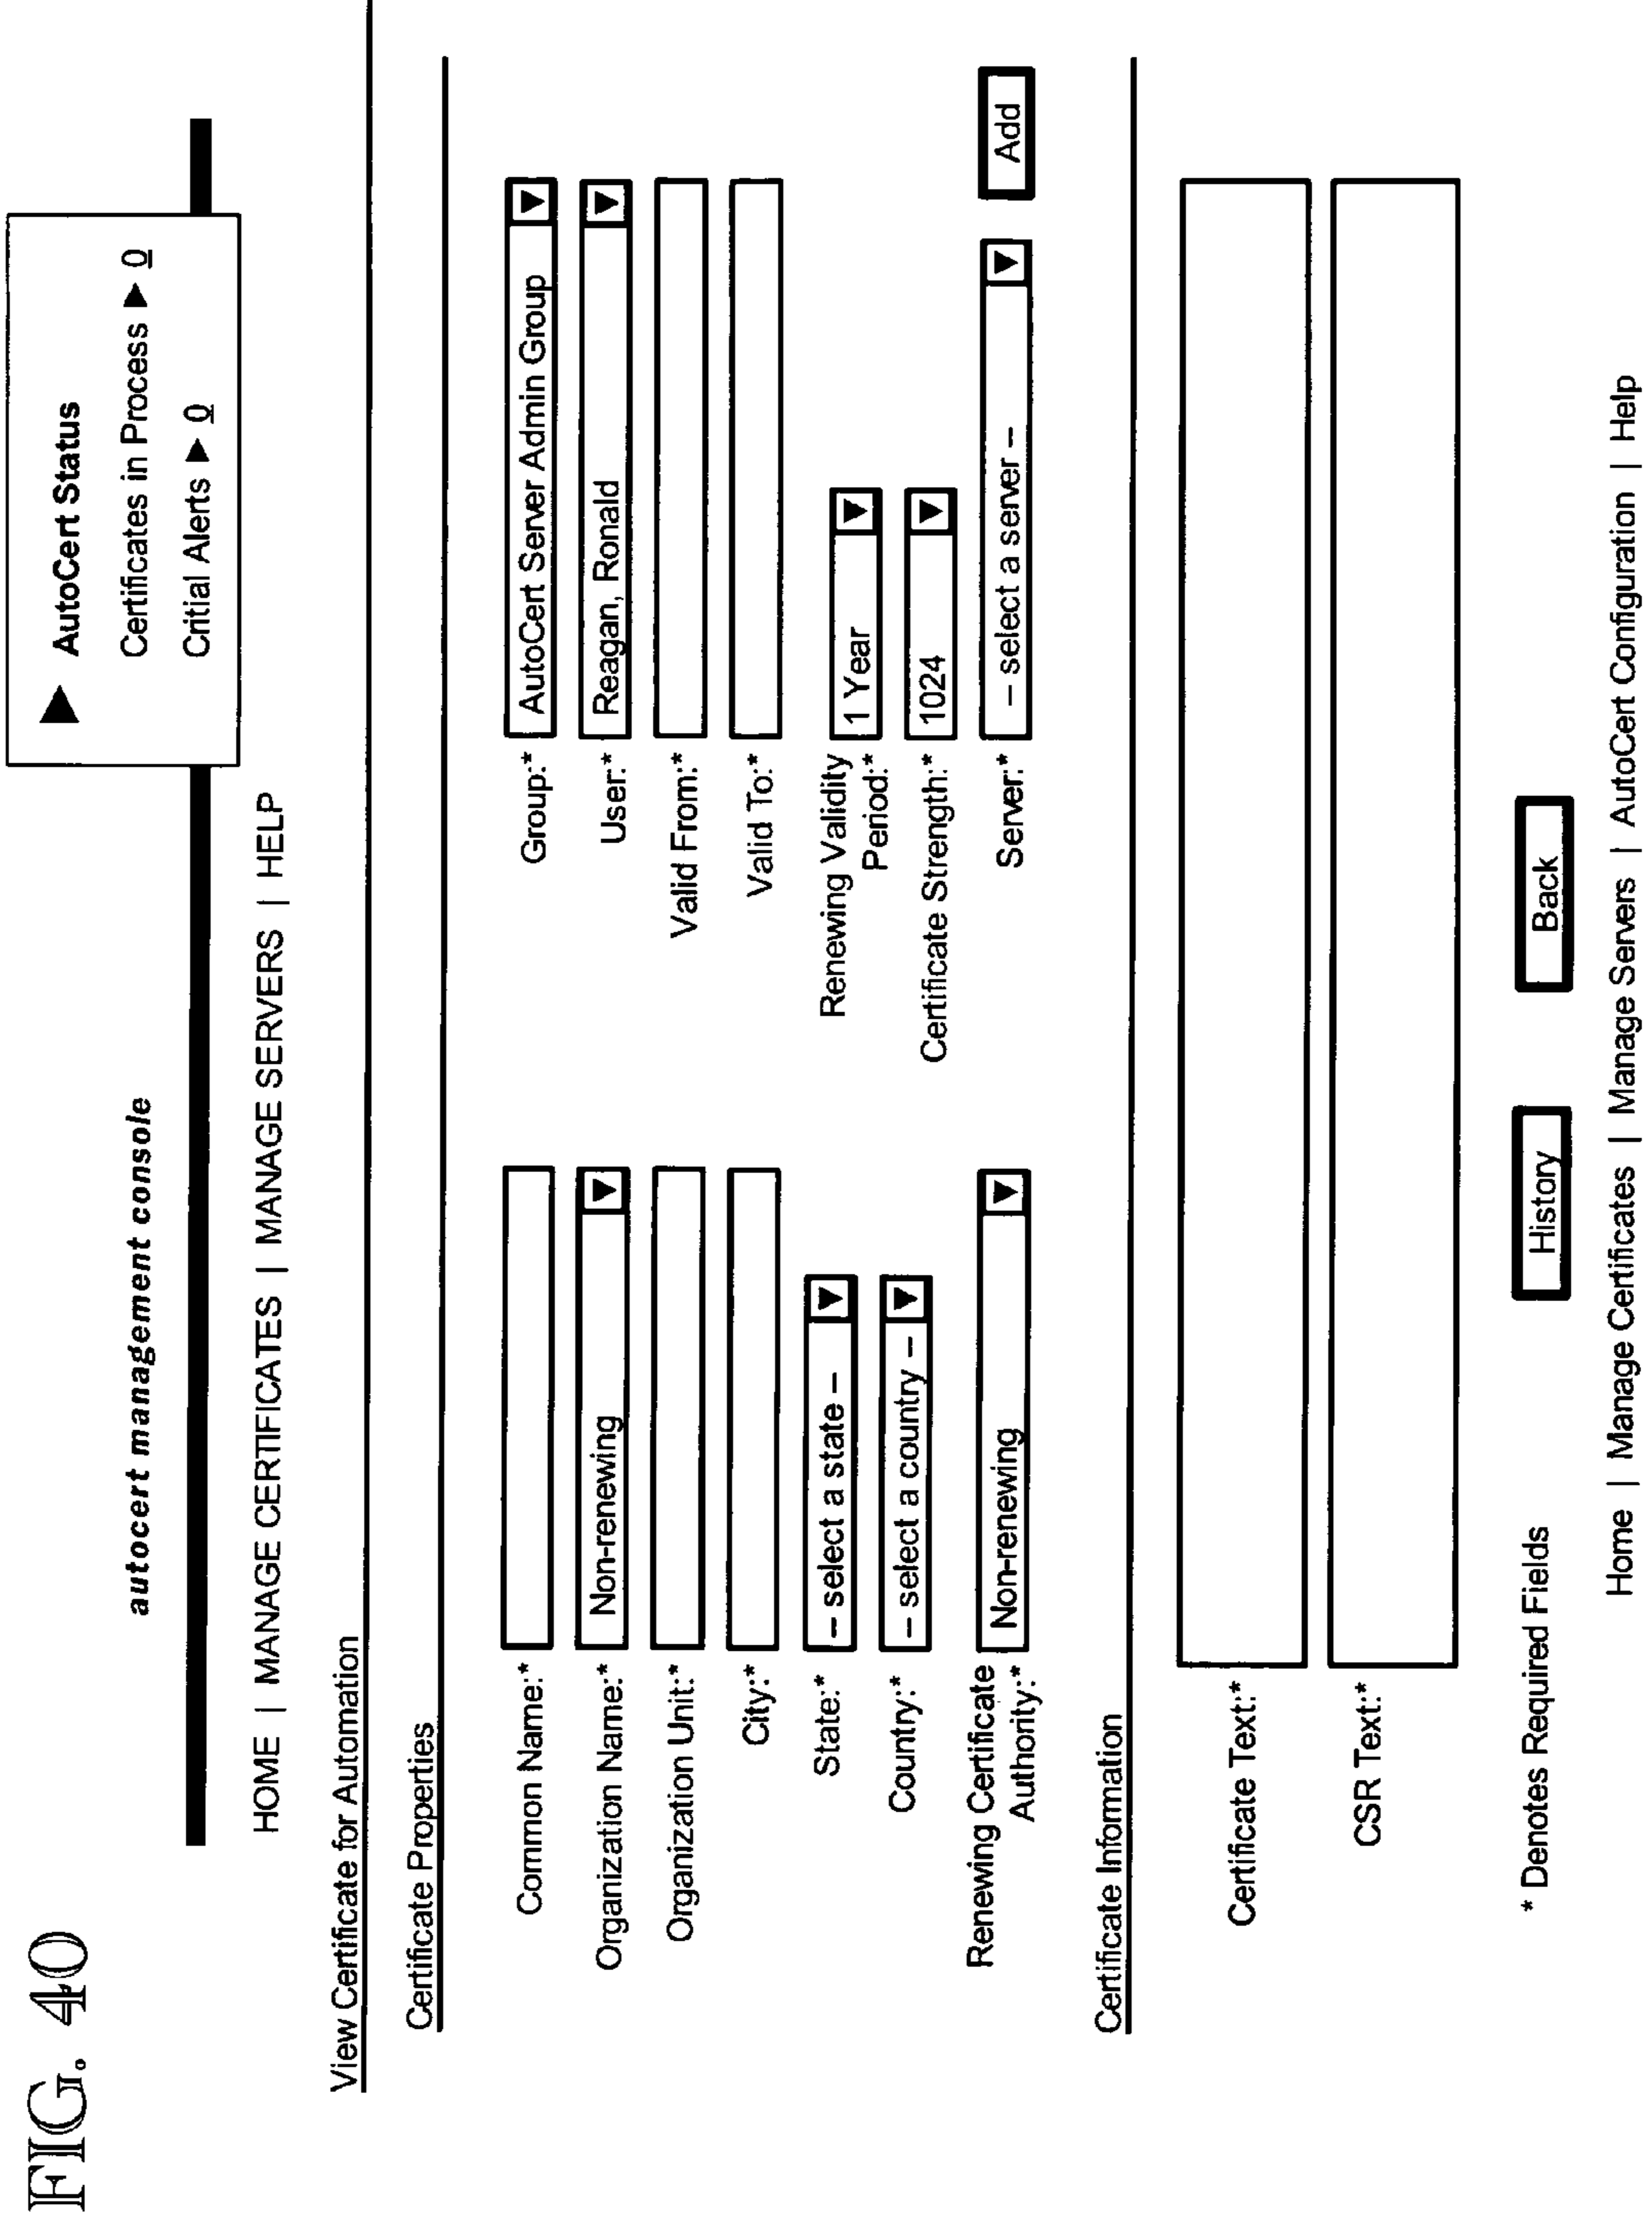 FIG. 40
autocert management console
AutoCert Status
Certificates in Process ▶ 0
Critial Alerts ▶ 0
HOME | MANAGE CERTIFICATES | MANAGE SERVERS | HELP
View Certificate for Automation
Certificate Properties
Common Name:*
Group:* AutoCert Server Admin Group
Organization Name:* Non-renewing
User:* Reagan, Ronald
Organization Unit:*
Valid From:*
City:*
Valid To:*
State:* – select a state –
Renewing Validity
Period:* 1 Year
Country:* – select a country –
Certificate Strength:* 1024
Renewing Certificate
Authority:* Non-renewing
Server:* – select a server – Add
Certificate Information
Certificate Text:*
CSR Text:*
* Denotes Required Fields
History Back
Home | Manage Certificates | Manage Servers | AutoCert Configuration | Help